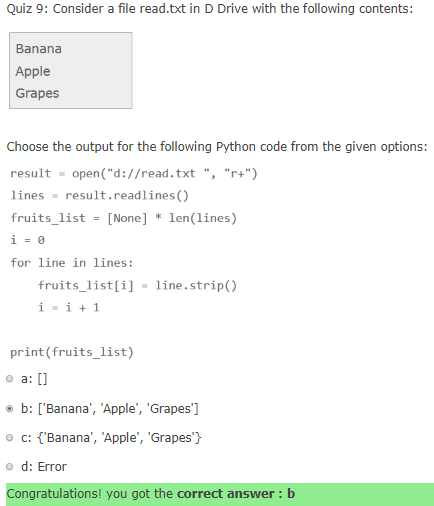 Quiz 9: Consider a file read.txt in D Drive with the following contents:
Banana
Apple
Grapes
Choose the output for the following Python code from the given options:
result = open("d://read.txt ", "r+")
lines = result.readlines()
fruits_list = [None] * len(lines)
i = 0
for line in lines:
    fruits_list[i] = line.strip()
    i = i + 1
print(fruits_list)
a: []
b: ['Banana', 'Apple', 'Grapes']
c: {'Banana', 'Apple', 'Grapes'}
d: Error
Congratulations! you got the correct answer : b